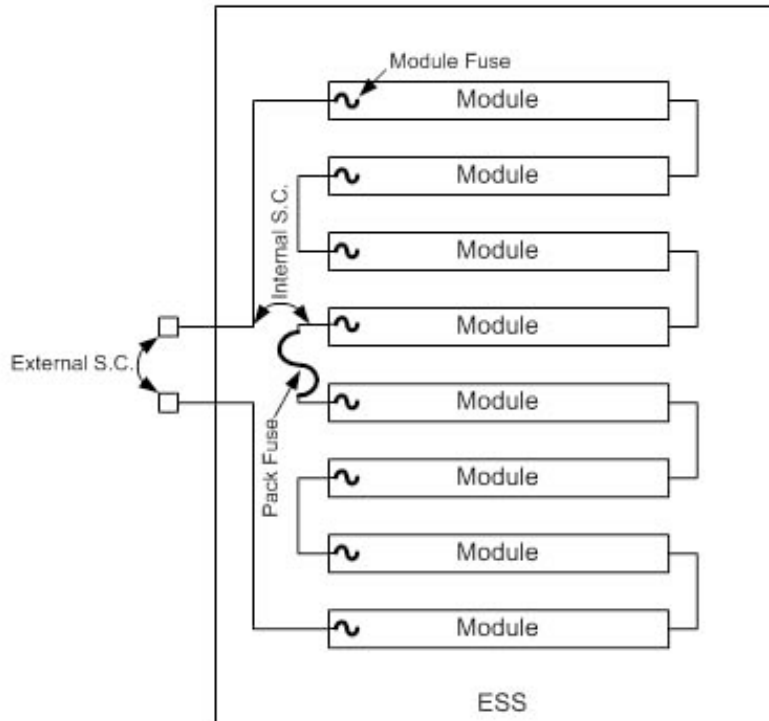 Module Fuse
Module
Module
Internal S.C.
Module
Module
External S.C.
Pack Fuse
Module
Module
Module
Module
ESS